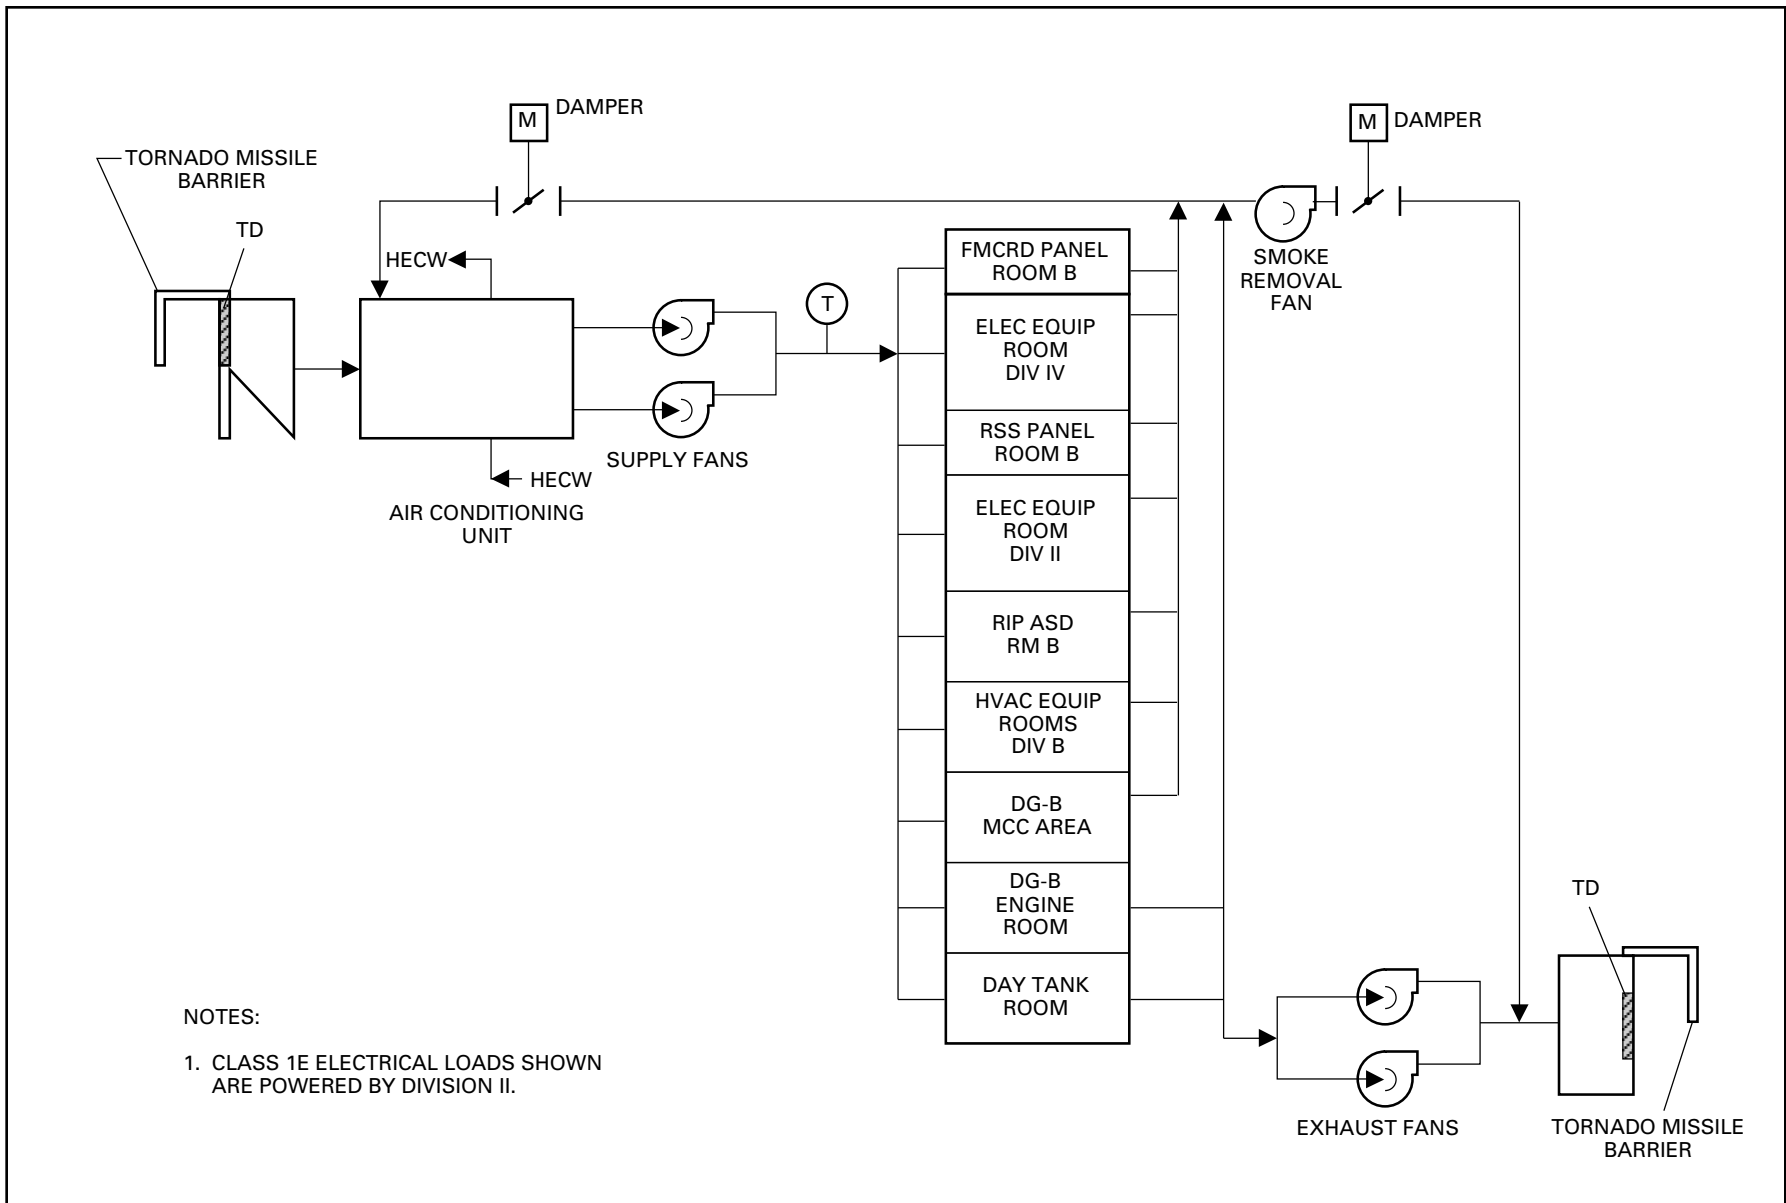 M
DAMPER
M
DAMPER
TORNADO MISSILE
BARRIER
TD
HECW
HECW
AIR CONDITIONING
UNIT
SUPPLY FANS
T
FMCRD PANEL
ROOM B
ELEC EQUIP
ROOM
DIV IV
RSS PANEL
ROOM B
ELEC EQUIP
ROOM
DIV II
RIP ASD
RM B
HVAC EQUIP
ROOMS
DIV B
DG-B
MCC AREA
DG-B
ENGINE
ROOM
DAY TANK
ROOM
SMOKE
REMOVAL
FAN
EXHAUST FANS
TD
TORNADO MISSILE
BARRIER
NOTES:
1. CLASS 1E ELECTRICAL LOADS SHOWN
ARE POWERED BY DIVISION II.